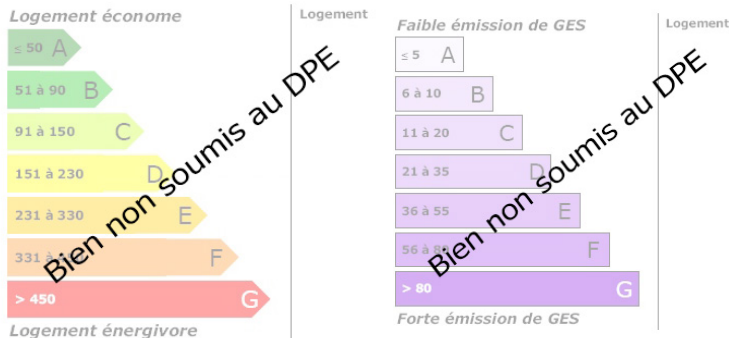 Logement économe
Logement
≤ 50 A
51 à 90 B
91 à 150 C
151 à 230 D
231 à 330 E
331 à F
> 450 G
Logement énergivore
Bien non soumis au DPE
Faible émission de GES
Logement
≤ 5 A
6 à 10 B
11 à 20 C
21 à 35 D
36 à 55 E
56 à 80 F
> 80 G
Forte émission de GES
Bien non soumis au DPE